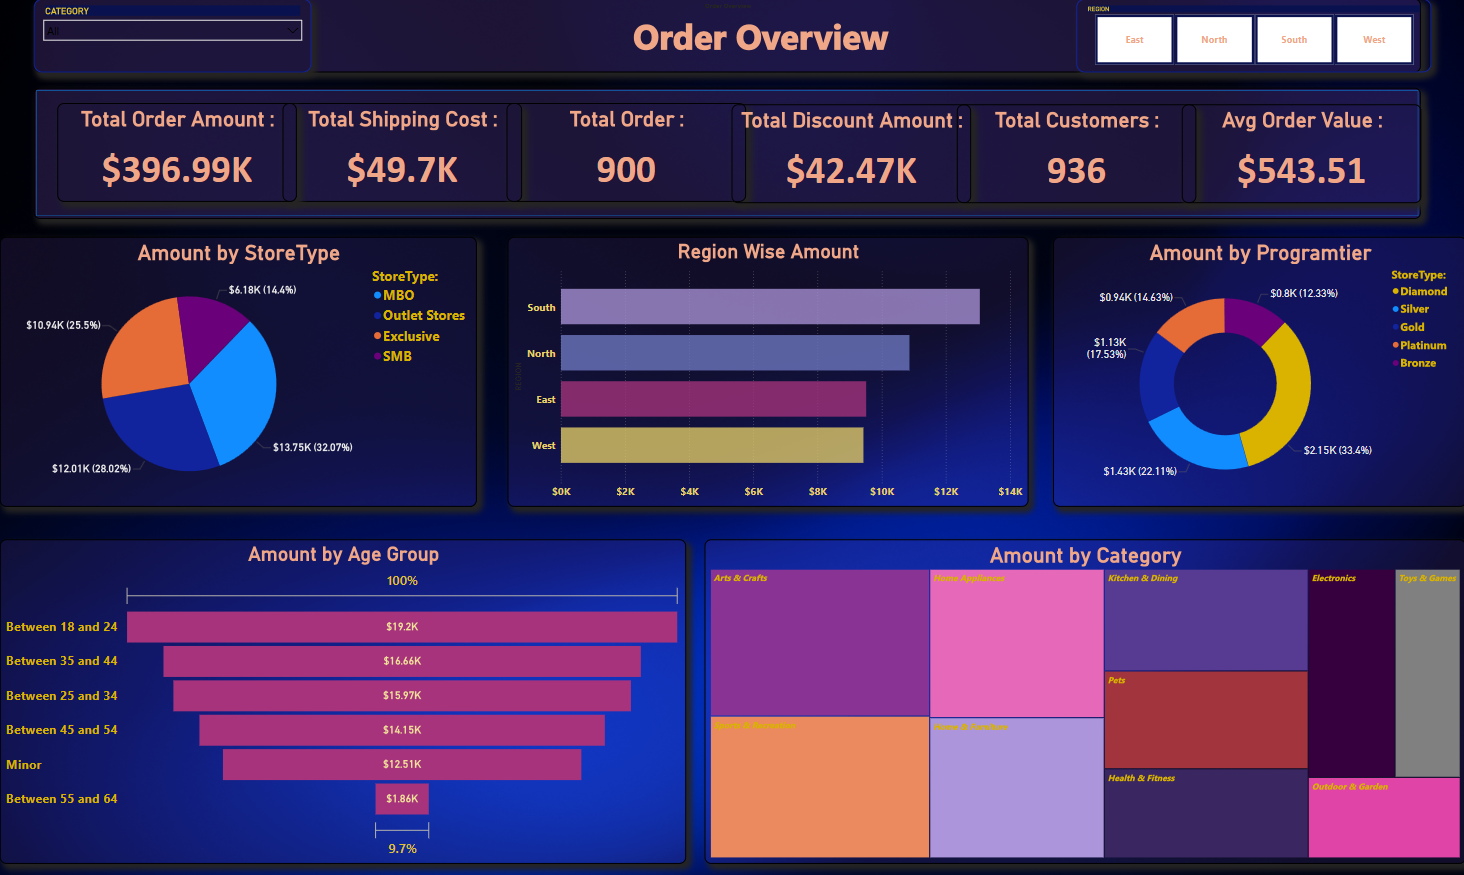 CATEGORY
All
Order Overview
REGION
East
North
South
West
Total Order Amount :
$396.99K
Total Shipping Cost :
$49.7K
Total Order :
900
Total Discount Amount :
$42.47K
Total Customers :
936
Avg Order Value :
$543.51
Amount by StoreType
StoreType:
MBO
Outlet Stores
Exclusive
SMB
$6.18K (14.4%)
$10.94K (25.5%)
$13.75K (32.07%)
$12.01K (28.02%)
Region Wise Amount
REGION
South
North
East
West
$0K
$2K
$4K
$6K
$8K
$10K
$12K
$14K
Amount by Programtier
StoreType:
Diamond
Silver
Gold
Platinum
Bronze
$0.94K (14.63%)
$0.8K (12.33%)
$1.13K
(17.53%)
$2.15K (33.4%)
$1.43K (22.11%)
Amount by Age Group
100%
Between 18 and 24
$19.2K
Between 35 and 44
$16.66K
Between 25 and 34
$15.97K
Between 45 and 54
$14.15K
Minor
$12.51K
Between 55 and 64
$1.86K
9.7%
Amount by Category
Arts & Crafts
Home Appliances
Kitchen & Dining
Electronics
Toys & Games
Pets
Health & Fitness
Outdoor & Garden